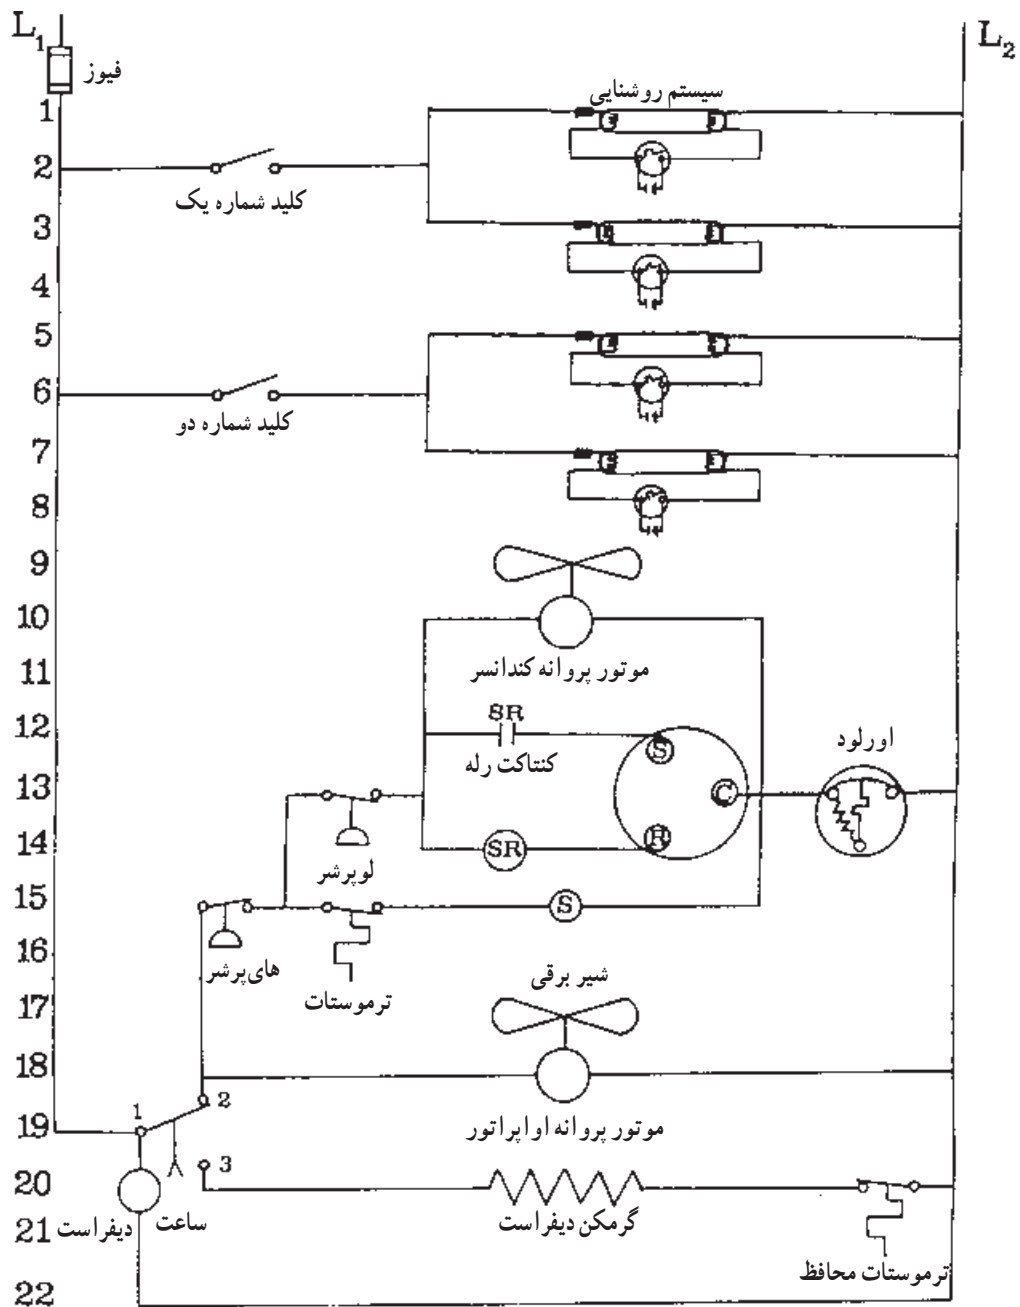 L1
L2
فیوز
1
سیستم روشنایی
2
کلید شماره یک
3
4
5
6
کلید شماره دو
7
8
9
10
11
موتور پروانه کندانسر
12
SR
S
اورلود
کنتاکت رله
13
C
14
SR
R
لوپرشر
15
S
16
های‌پرشر
شیر برقی
ترموستات
17
18
2
1
19
موتور پروانه اواپراتور
3
20
ساعت
دیفراست
گرمکن دیفراست
21
ترموستات محافظ
22